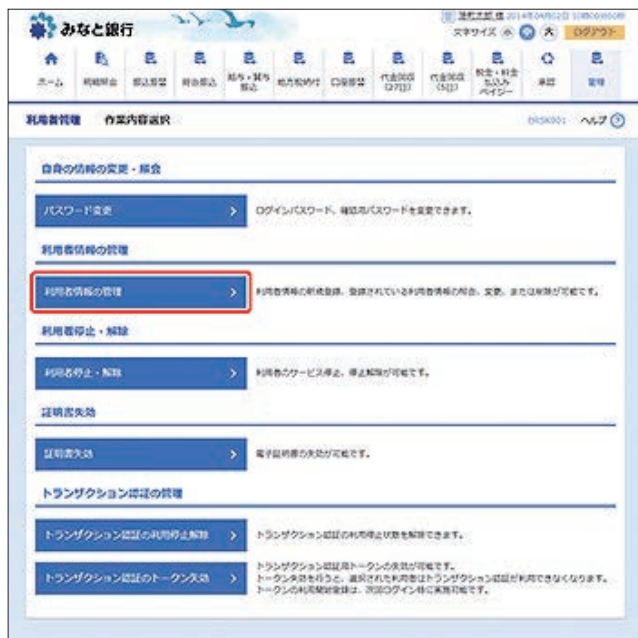 みなと銀行
文字サイズ 小 中 大 ログアウト
ホーム 明細照会 振込振替 総合振込 給与・賞与振込 地方税納付 口座振替 代金回収 代金回収 税金・料金払込みペイジー 承認 管理
利用者管理 作業内容選択 BRSK001 ヘルプ ?
自身の情報の変更・照会
パスワード変更 > ログインパスワード、確認用パスワードを変更できます。
利用者情報の管理
利用者情報の管理 > 利用者情報の新規登録、登録されている利用者情報の照会、変更、または削除が可能です。
利用者停止・解除
利用者停止・解除 > 利用者のサービス停止、停止解除が可能です。
証明書失効
証明書失効 > 電子証明書の失効が可能です。
トランザクション認証の管理
トランザクション認証の利用停止解除 > トランザクション認証の利用停止状態を解除できます。
トランザクション認証のトークン失効 > トランザクション認証用トークンの失効が可能です。
トークン失効を行うと、選択された利用者はトランザクション認証が利用できなくなります。
トークンの利用開始登録は、次回ログイン時に実施可能です。